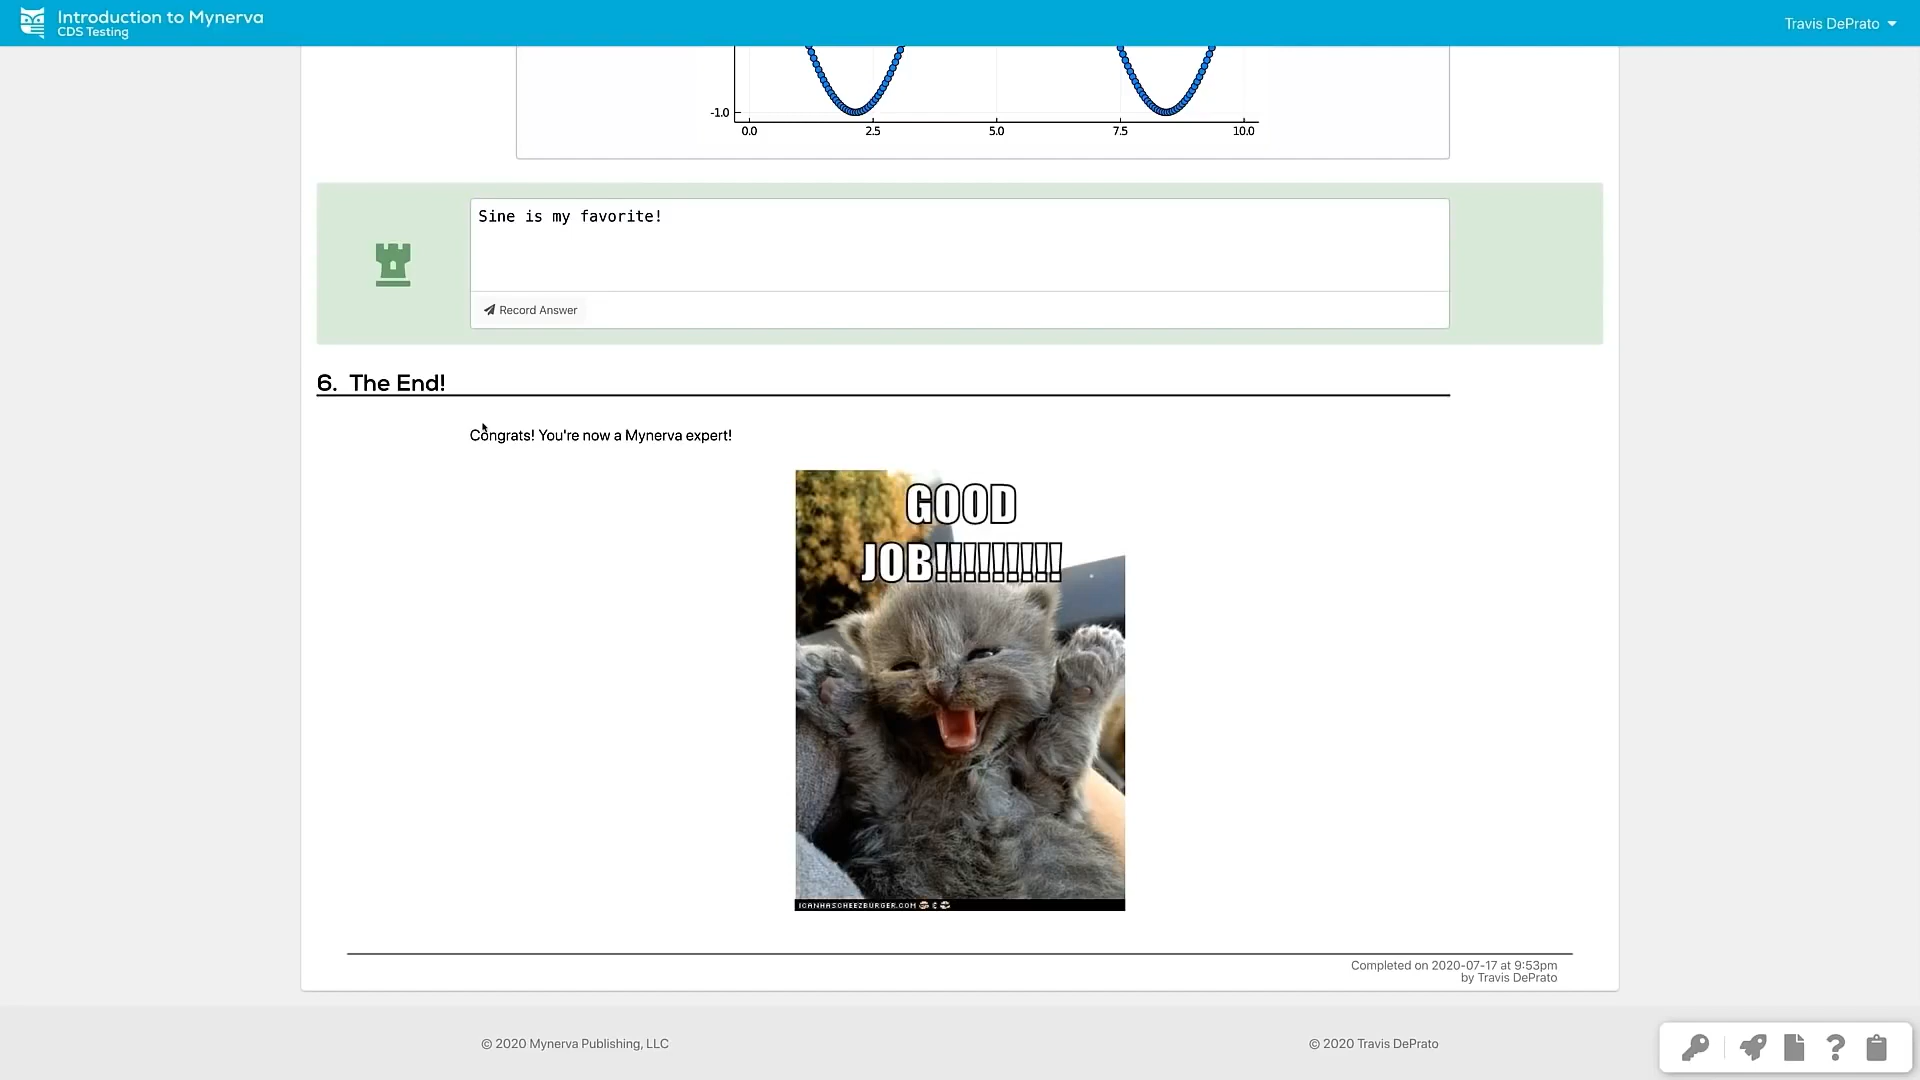 Introduction to Mynerva
CDS Testing
Travis DePrato
-1.0
0.0 2.5 5.0 7.5 10.0
Sine is my favorite!
Record Answer
6. The End!
Congrats! You're now a Mynerva expert!
GOOD
JOB!!!!!!!!!!
ICANHASCHEEZBURGER.COM
Completed on 2020-07-17 at 9:53pm
by Travis DePrato
© 2020 Mynerva Publishing, LLC
© 2020 Travis DePrato